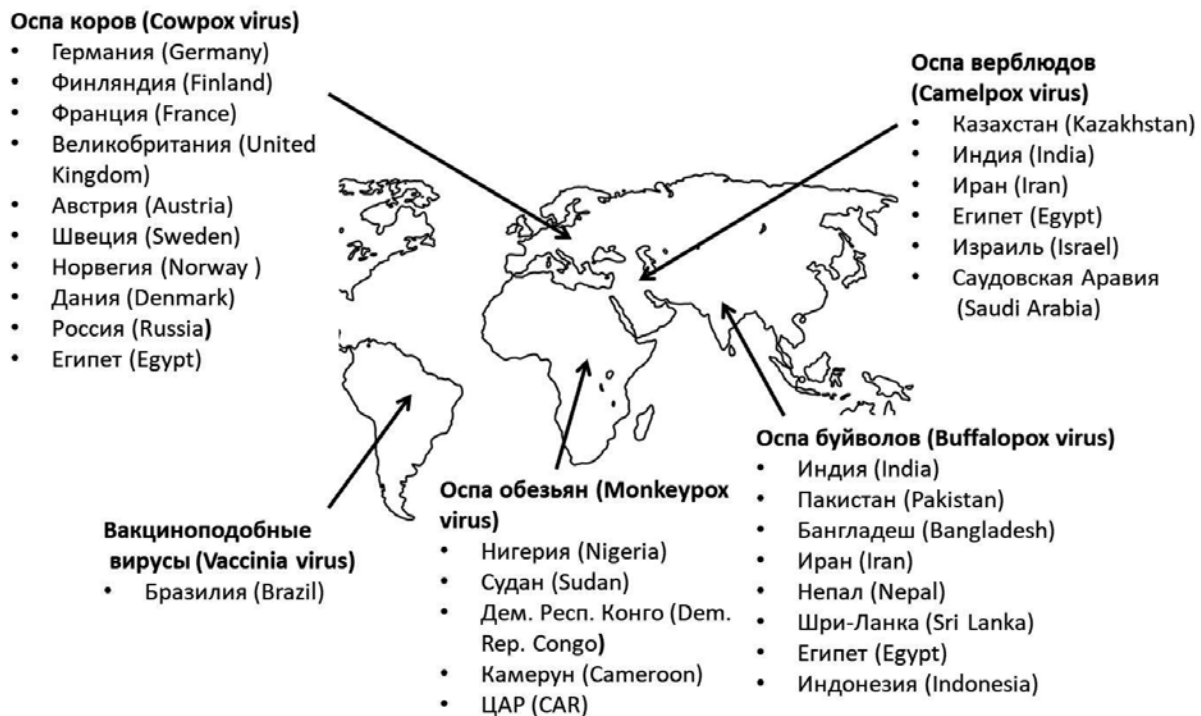 Оспа коров (Cowpox virus)
• Германия (Germany)
• Финляндия (Finland)
• Франция (France)
• Великобритания (United
Kingdom)
• Австрия (Austria)
• Швеция (Sweden)
• Норвегия (Norway )
• Дания (Denmark)
• Россия (Russia)
• Египет (Egypt)
Оспа верблюдов
(Camelpox virus)
• Казахстан (Kazakhstan)
• Индия (India)
• Иран (Iran)
• Египет (Egypt)
• Израиль (Israel)
• Саудовская Аравия
(Saudi Arabia)
Вакциноподобные
вирусы (Vaccinia virus)
• Бразилия (Brazil)
Оспа обезьян (Monkeypox
virus)
• Нигерия (Nigeria)
• Судан (Sudan)
• Дем. Респ. Конго (Dem.
Rep. Congo)
• Камерун (Cameroon)
• ЦАР (CAR)
Оспа буйволов (Buffalopox virus)
• Индия (India)
• Пакистан (Pakistan)
• Бангладеш (Bangladesh)
• Иран (Iran)
• Непал (Nepal)
• Шри-Ланка (Sri Lanka)
• Египет (Egypt)
• Индонезия (Indonesia)